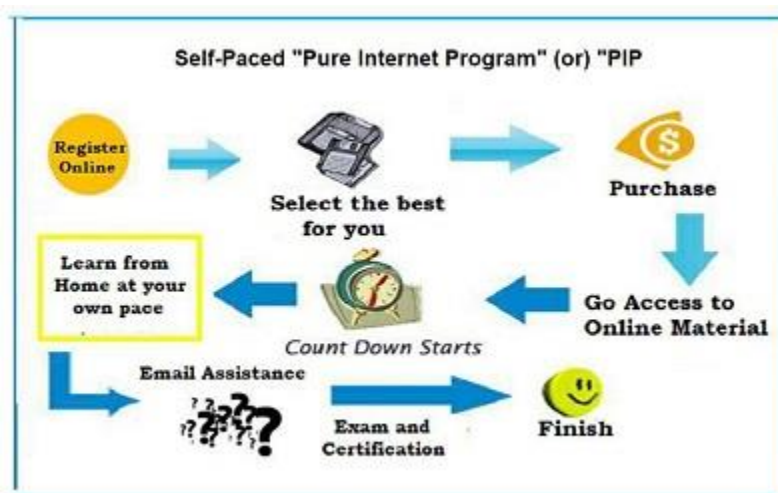 Self-Paced "Pure Internet Program" (or) "PIP
Register
Online
Select the best
for you
Purchase
Go Access to
Online Material
Count Down Starts
Learn from
Home at your
own pace
Email Assistance
? ? ? ? ? ? ? ?
Exam and
Certification
Finish